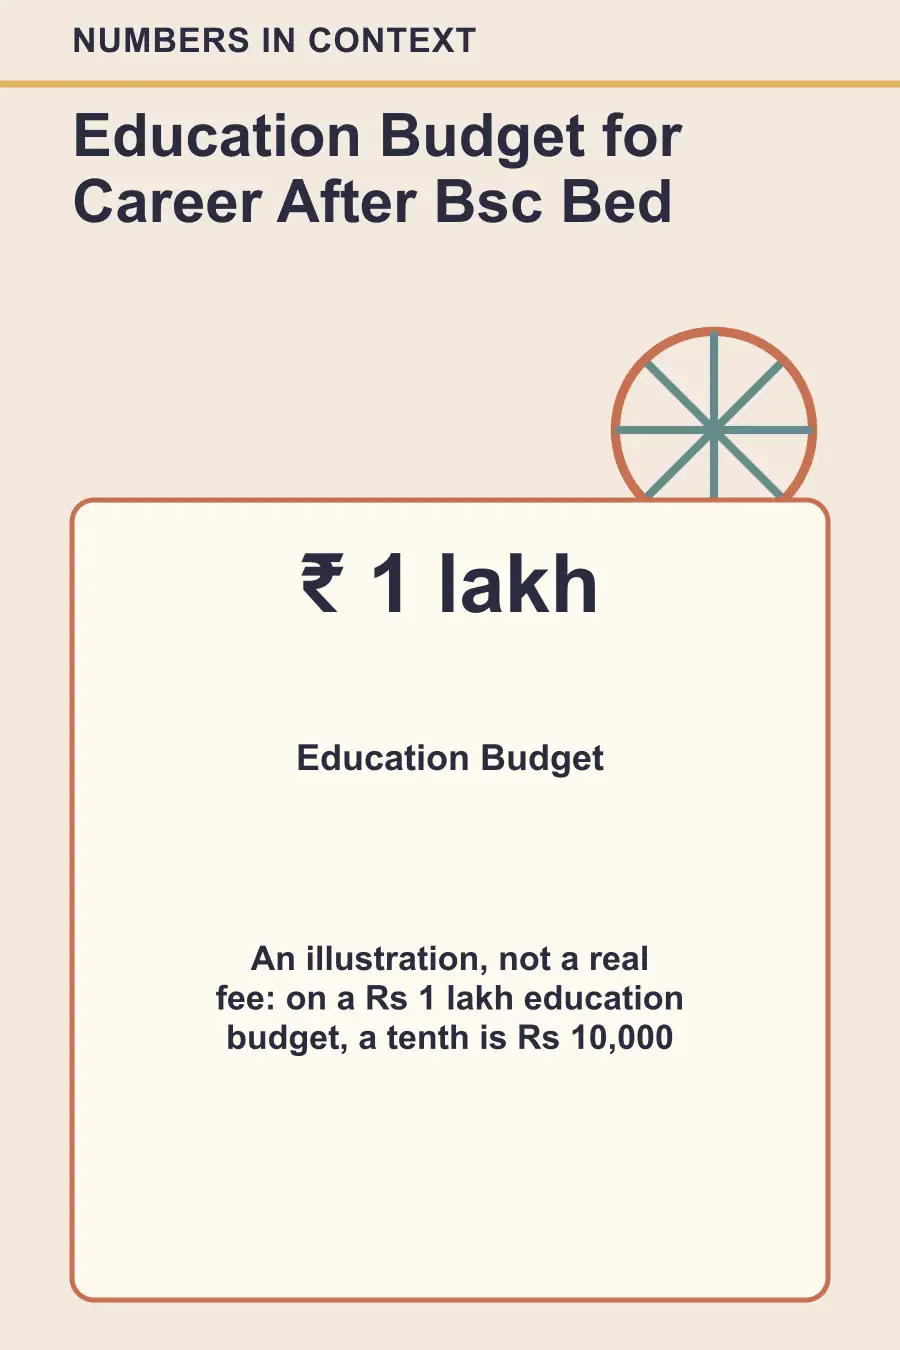 NUMBERS IN CONTEXT
Education Budget for
Career After Bsc Bed
₹ 1 lakh
Education Budget
An illustration, not a real
fee: on a Rs 1 lakh education
budget, a tenth is Rs 10,000